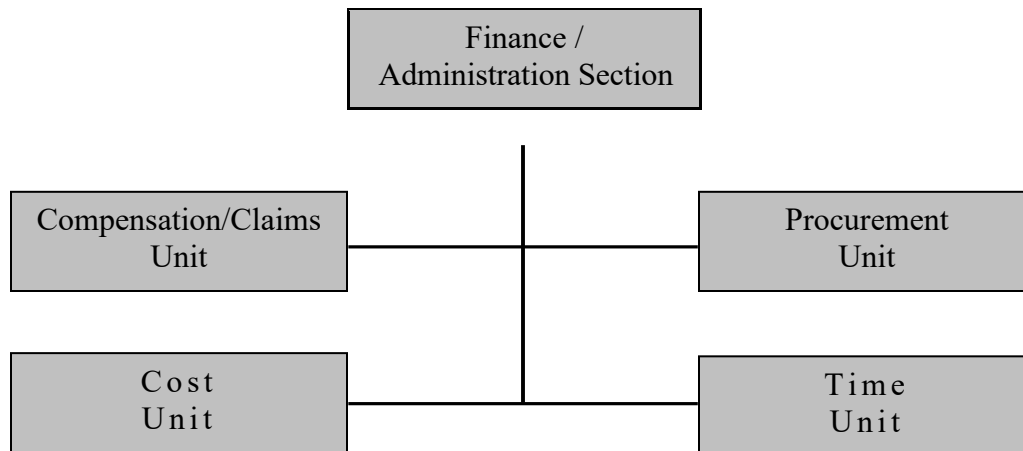 Finance /
Administration Section
Compensation/Claims
Unit
Procurement
Unit
Cost
Unit
Time
Unit